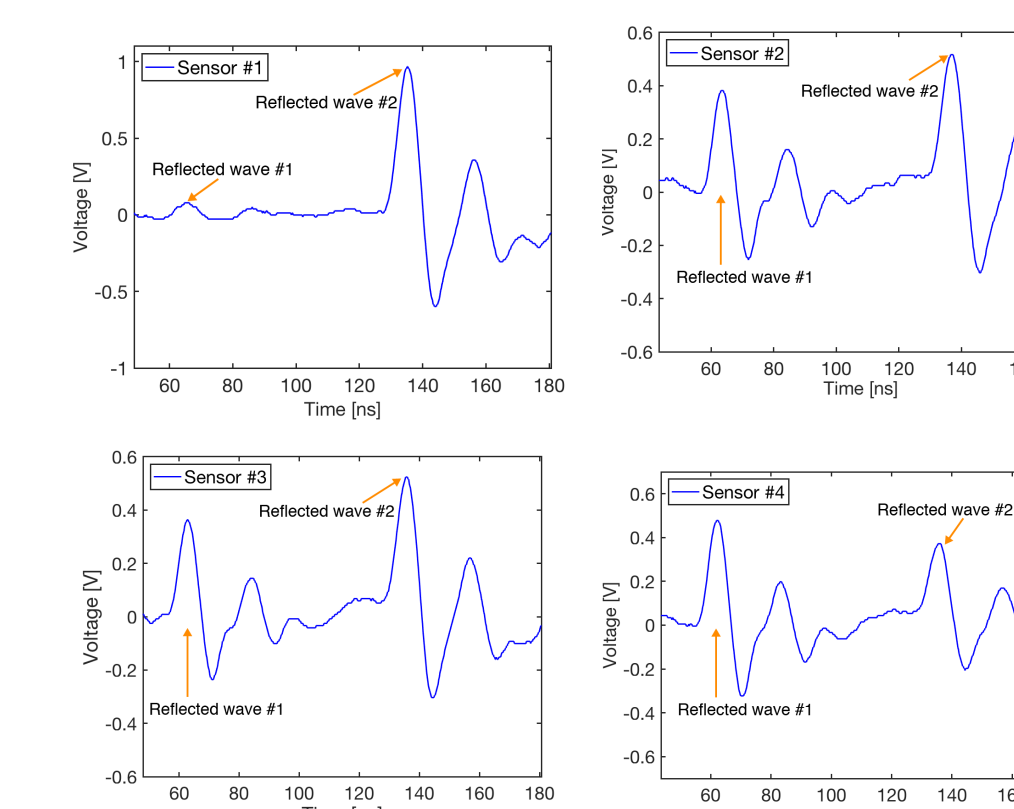 Sensor #1
Reflected wave #2
Reflected wave #1
1
0.5
0
-0.5
-1
Voltage [V]
60 80 100 120 140 160 180
Time [ns]
Sensor #2
Reflected wave #2
Reflected wave #1
0.6
0.4
0.2
0
-0.2
-0.4
-0.6
Voltage [V]
60 80 100 120 140 1
Time [ns]
Sensor #3
Reflected wave #2
Reflected wave #1
0.6
0.4
0.2
0
-0.2
-0.4
-0.6
Voltage [V]
60 80 100 120 140 160 180
Sensor #4
Reflected wave #2
Reflected wave #1
0.6
0.4
0.2
0
-0.2
-0.4
-0.6
Voltage [V]
60 80 100 120 140 16